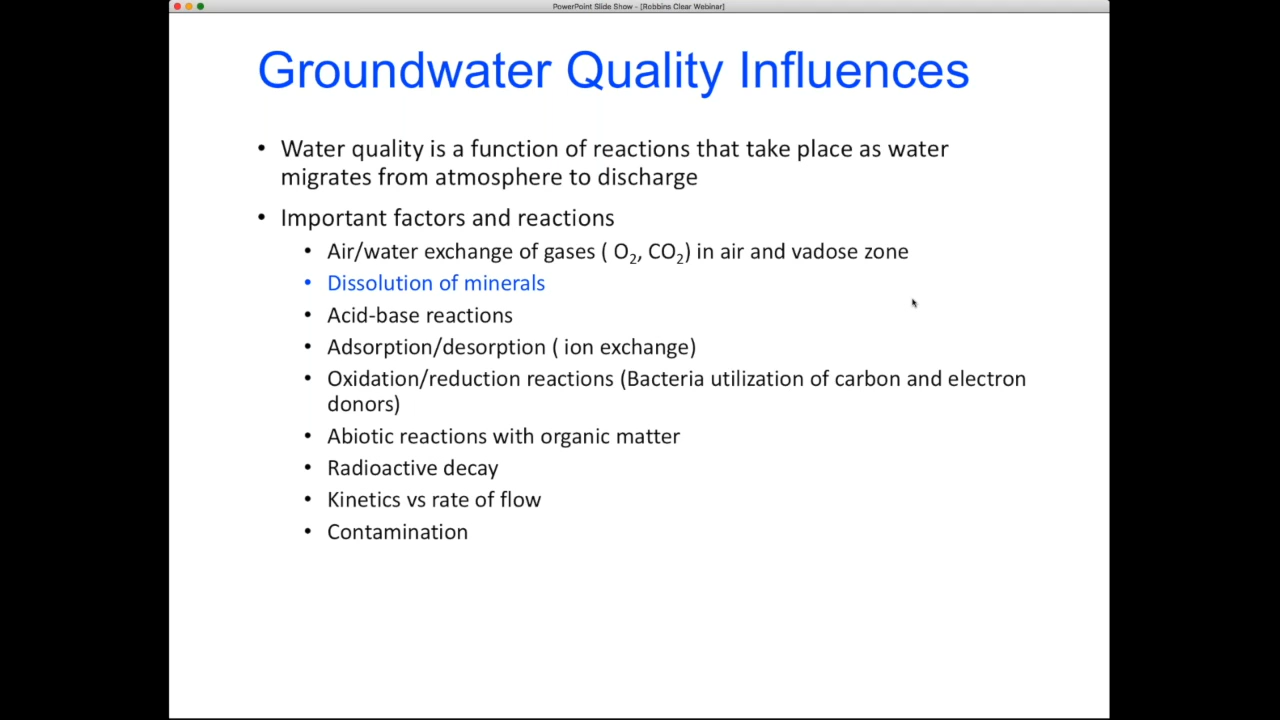 PowerPoint Slide Show - [Robbins Clear Webinar]
Groundwater Quality Influences
• Water quality is a function of reactions that take place as water
migrates from atmosphere to discharge
• Important factors and reactions
• Air/water exchange of gases ( O₂, CO₂) in air and vadose zone
• Dissolution of minerals
• Acid-base reactions
• Adsorption/desorption ( ion exchange)
• Oxidation/reduction reactions (Bacteria utilization of carbon and electron
donors)
• Abiotic reactions with organic matter
• Radioactive decay
• Kinetics vs rate of flow
• Contamination